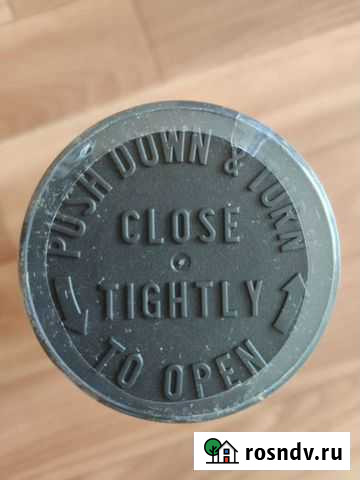 PUSH DOWN & TURN
CLOSE
TIGHTLY
TO OPEN
rosndv.ru